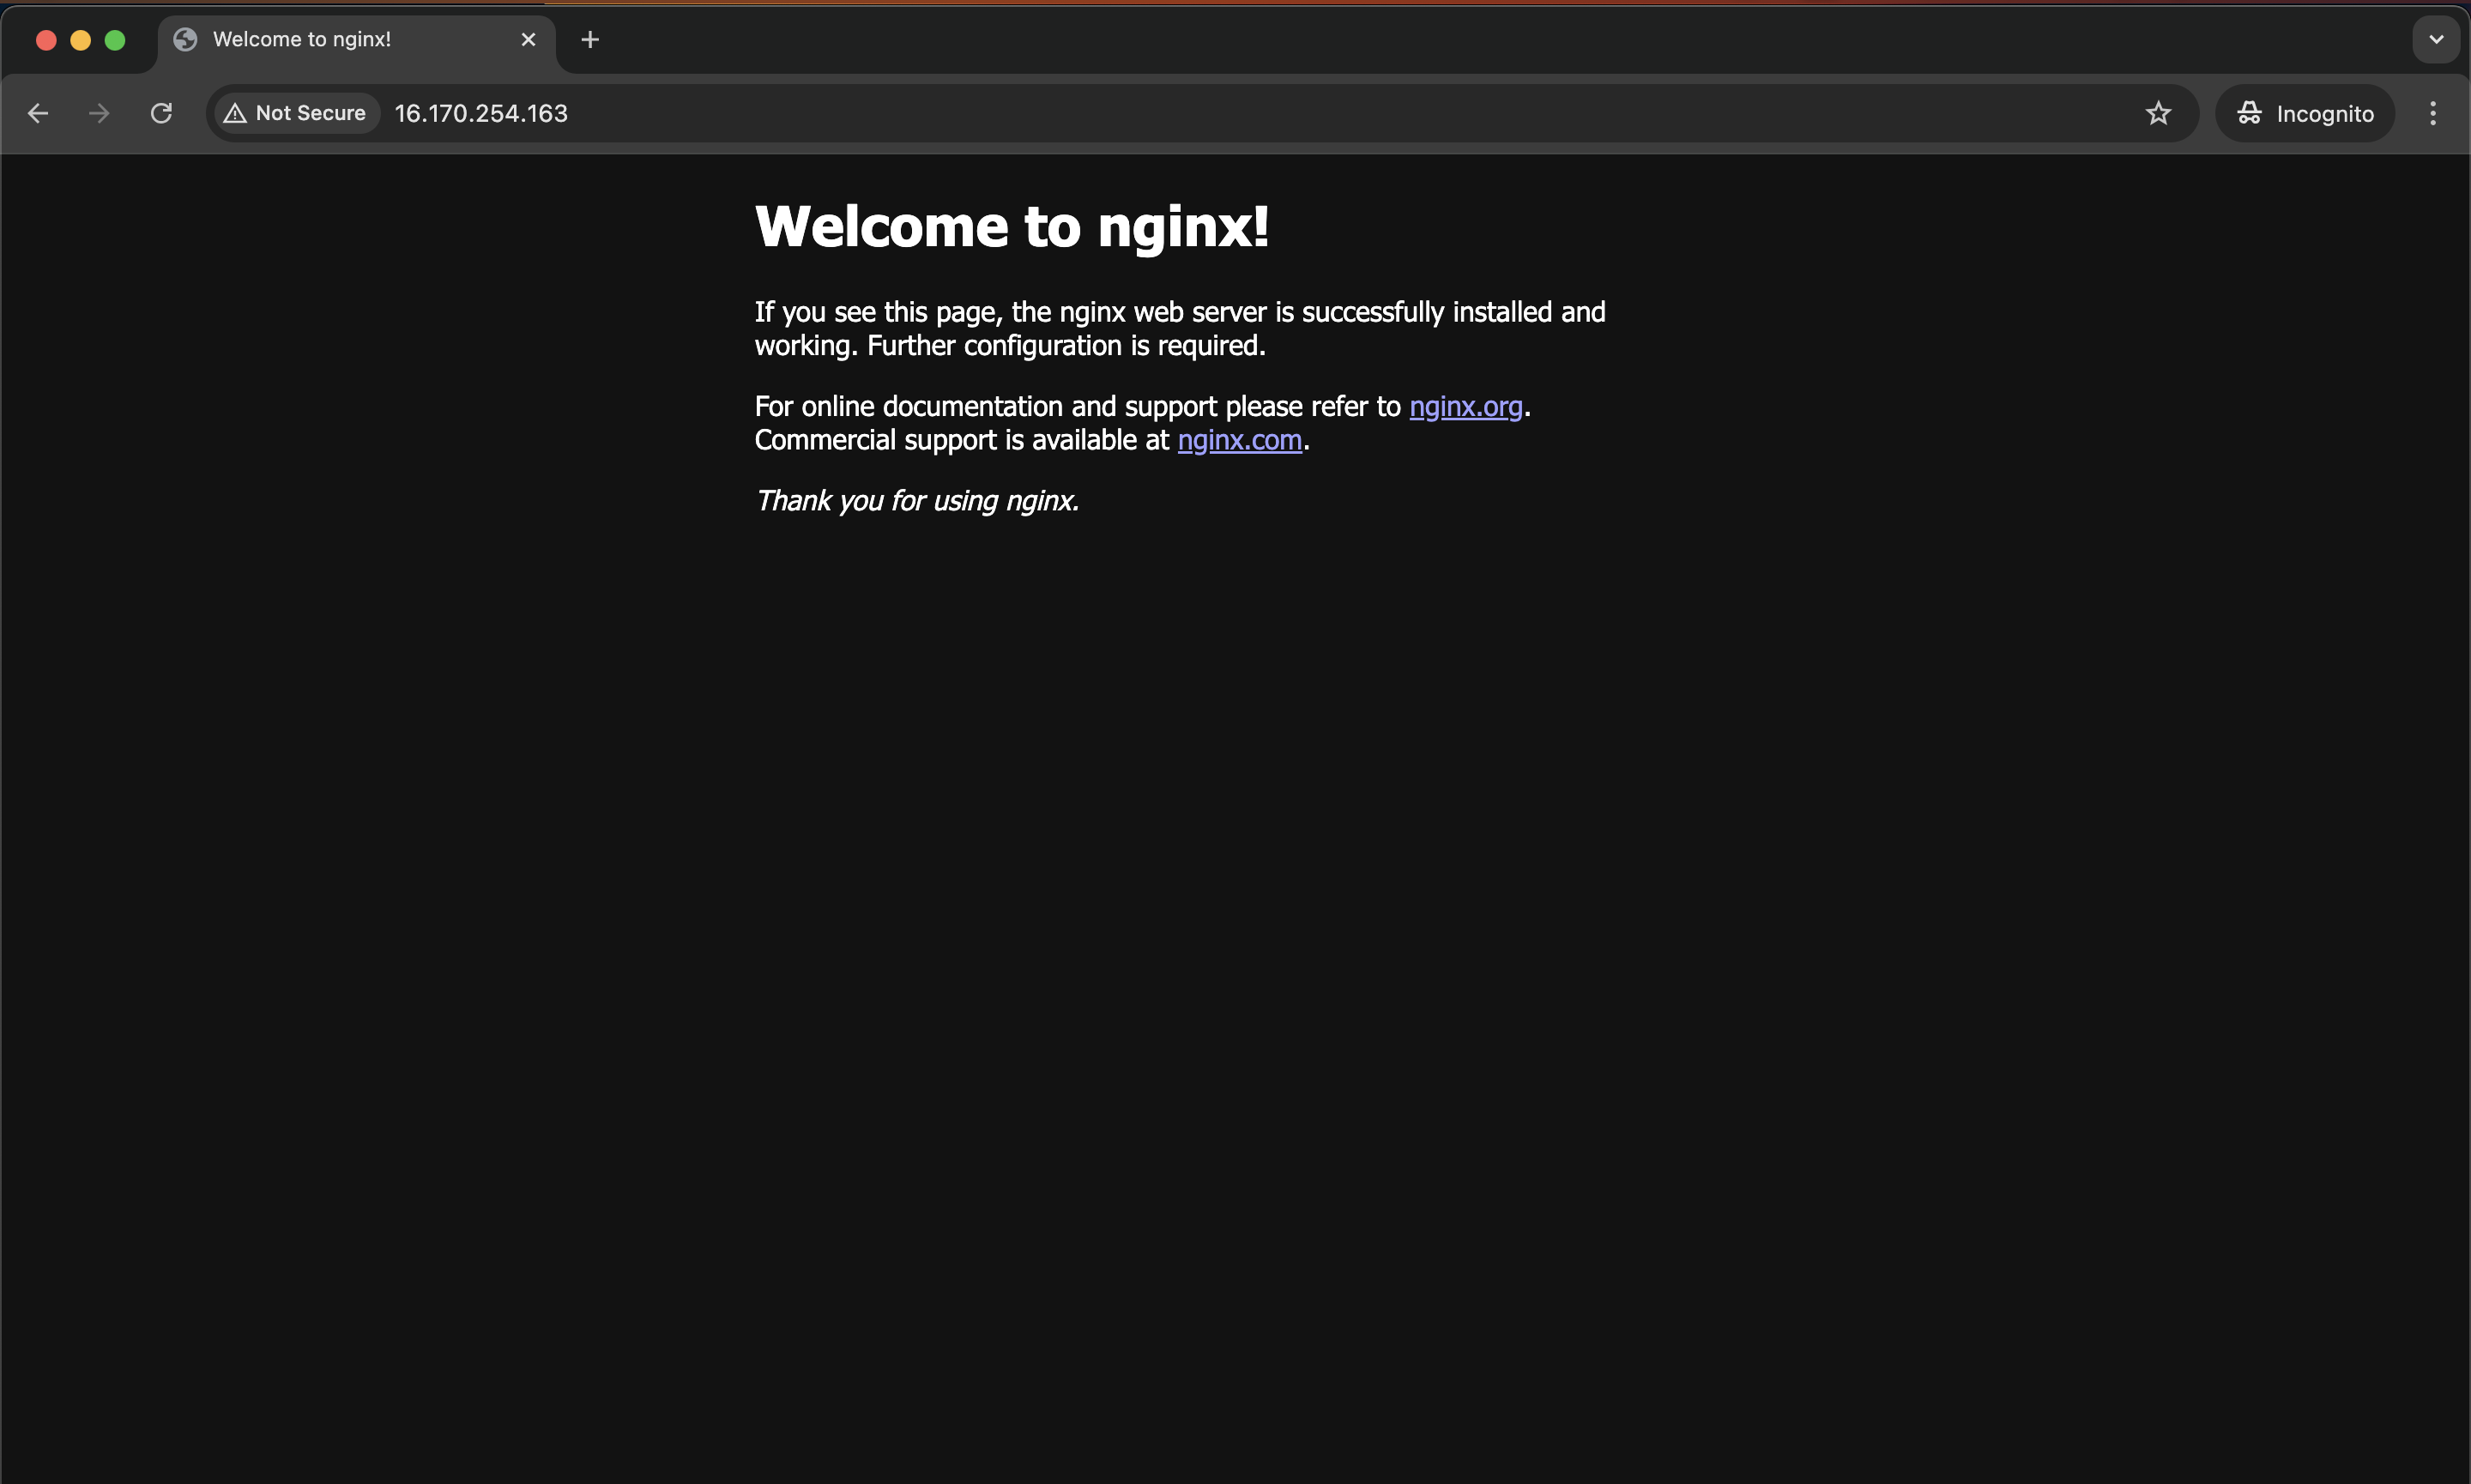 Welcome to nginx!
Not Secure 16.170.254.163 Incognito
Welcome to nginx!
If you see this page, the nginx web server is successfully installed and
working. Further configuration is required.
For online documentation and support please refer to nginx.org.
Commercial support is available at nginx.com.
Thank you for using nginx.